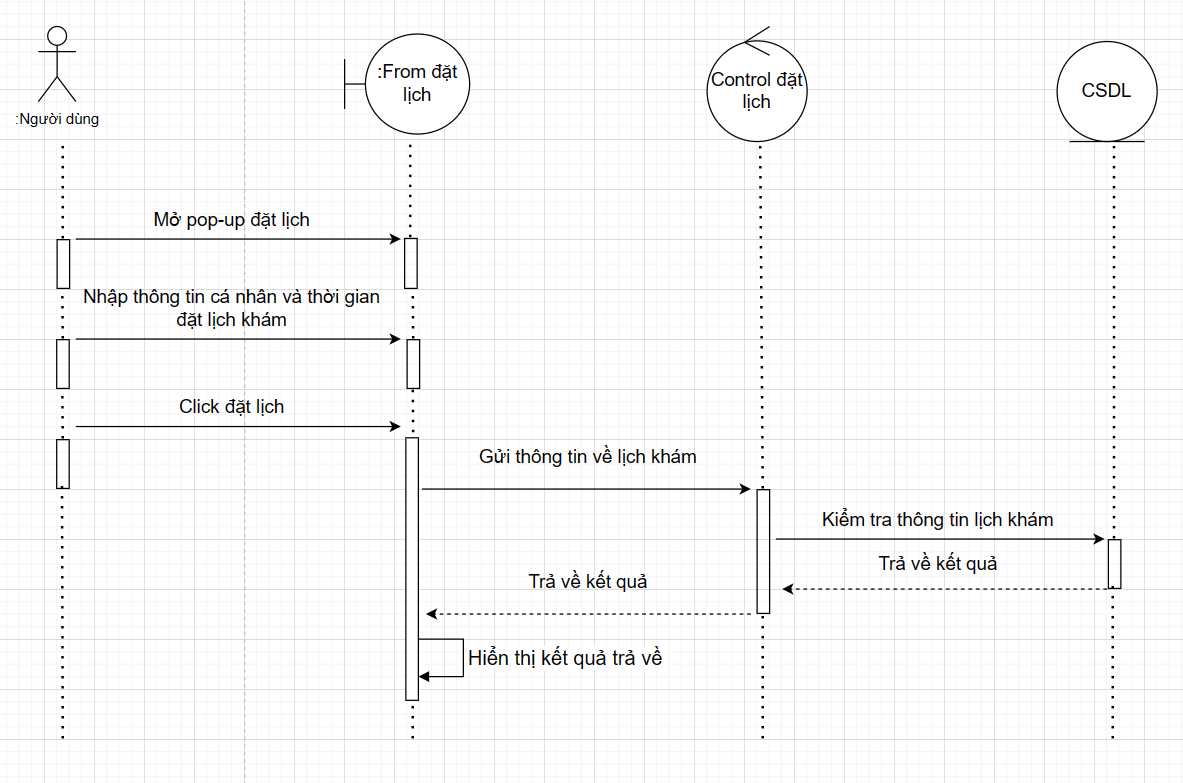 :Người dùng
:From đặt
lịch
Control đặt
lịch
CSDL
Mở pop-up đặt lịch
Nhập thông tin cá nhân và thời gian
đặt lịch khám
Click đặt lịch
Gửi thông tin về lịch khám
Kiểm tra thông tin lịch khám
Trả về kết quả
Trả về kết quả
Hiển thị kết quả trả về